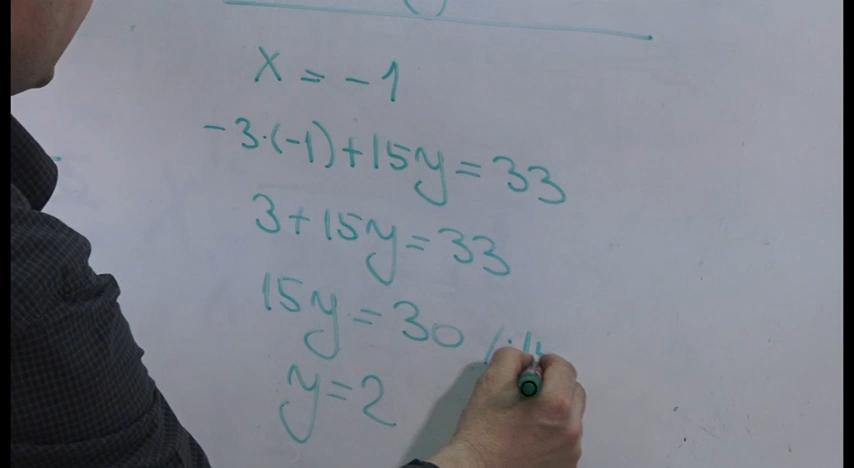 x = -1
-3·(-1)+15y=33
3+15y=33
15y=30 /:
y=2